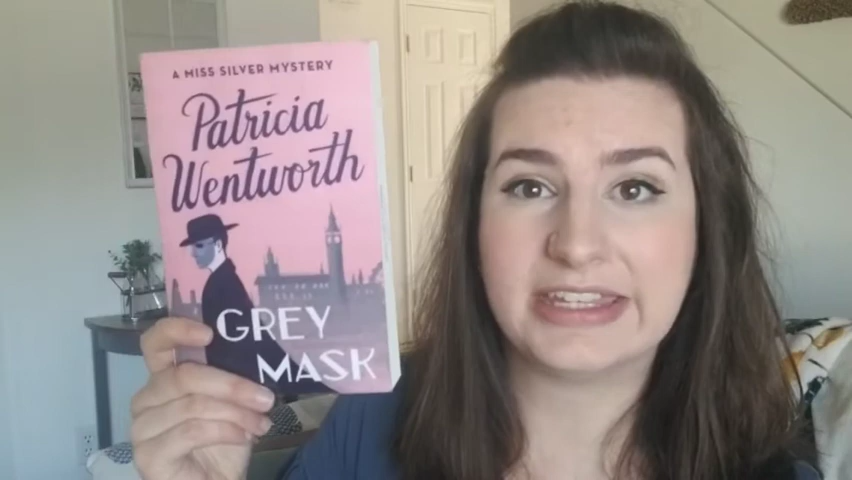 A MISS SILVER MYSTERY
Patricia
Wentworth
GREY
MASK